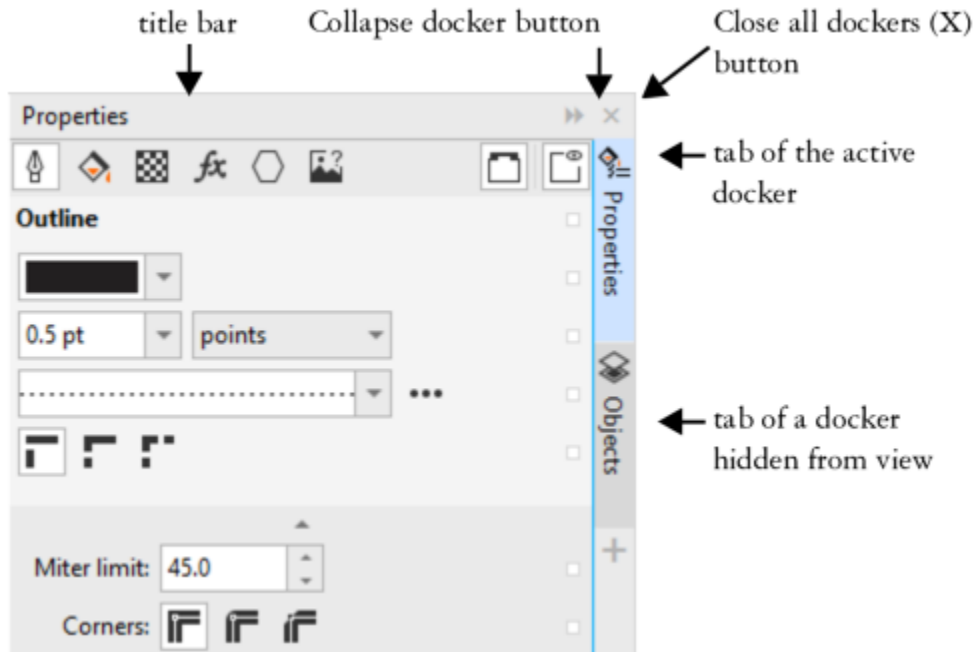 title bar
Collapse docker button
Close all dockers (X)
button
Properties
fx
?
Outline
0.5 pt
points
Miter limit: 45.0
Corners:
Properties
Objects
tab of the active
docker
tab of a docker
hidden from view